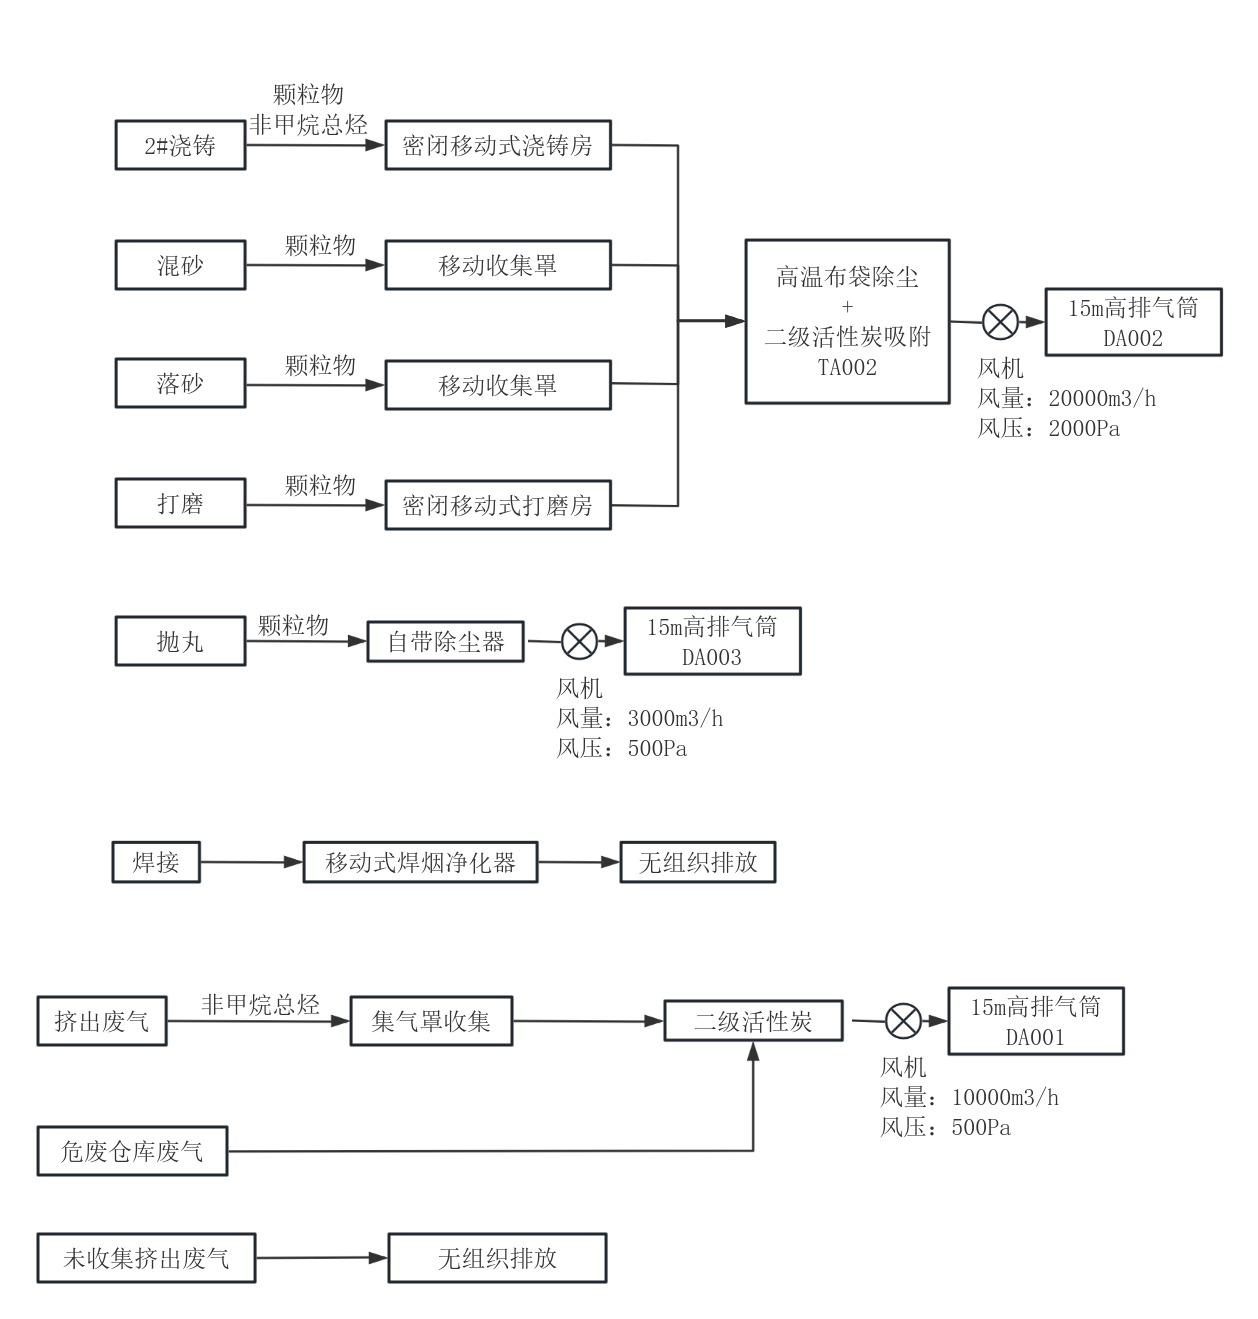 颗粒物
非甲烷总烃
2#浇铸
密闭移动式浇铸房
颗粒物
混砂
移动收集罩
颗粒物
落砂
移动收集罩
颗粒物
打磨
密闭移动式打磨房
高温布袋除尘
+
二级活性炭吸附
TA002
15m高排气筒
DA002
风机
风量：20000m3/h
风压：2000Pa
抛丸
颗粒物
自带除尘器
15m高排气筒
DA003
风机
风量：3000m3/h
风压：500Pa
焊接
移动式焊烟净化器
无组织排放
挤出废气
非甲烷总烃
集气罩收集
二级活性炭
15m高排气筒
DA001
风机
风量：10000m3/h
风压：500Pa
危废仓库废气
未收集挤出废气
无组织排放